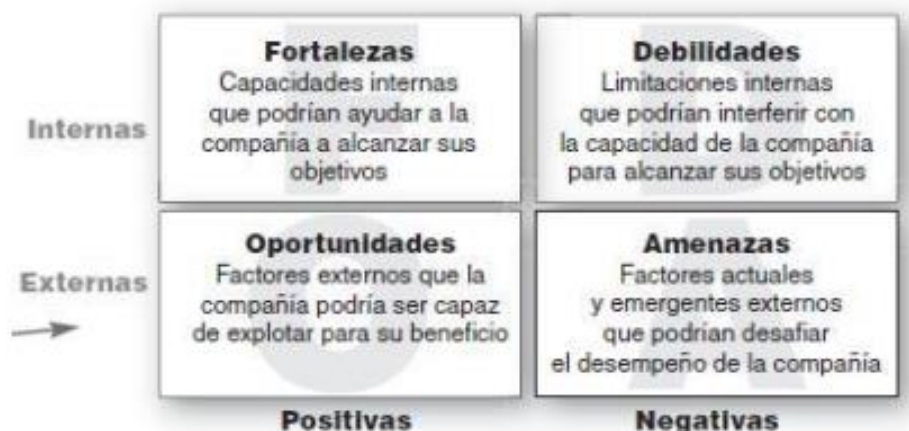 Fortalezas
Capacidades internas
que podrían ayudar a la
compañía a alcanzar sus
objetivos
Debilidades
Limitaciones internas
que podrían interferir con
la capacidad de la compañía
para alcanzar sus objetivos
Internas
Oportunidades
Factores externos que la
compañía podría ser capaz
de explotar para su beneficio
Amenazas
Factores actuales
y emergentes externos
que podrían desafiar
el desempeño de la compañía
Externas
Positivas
Negativas
F
D
O
A